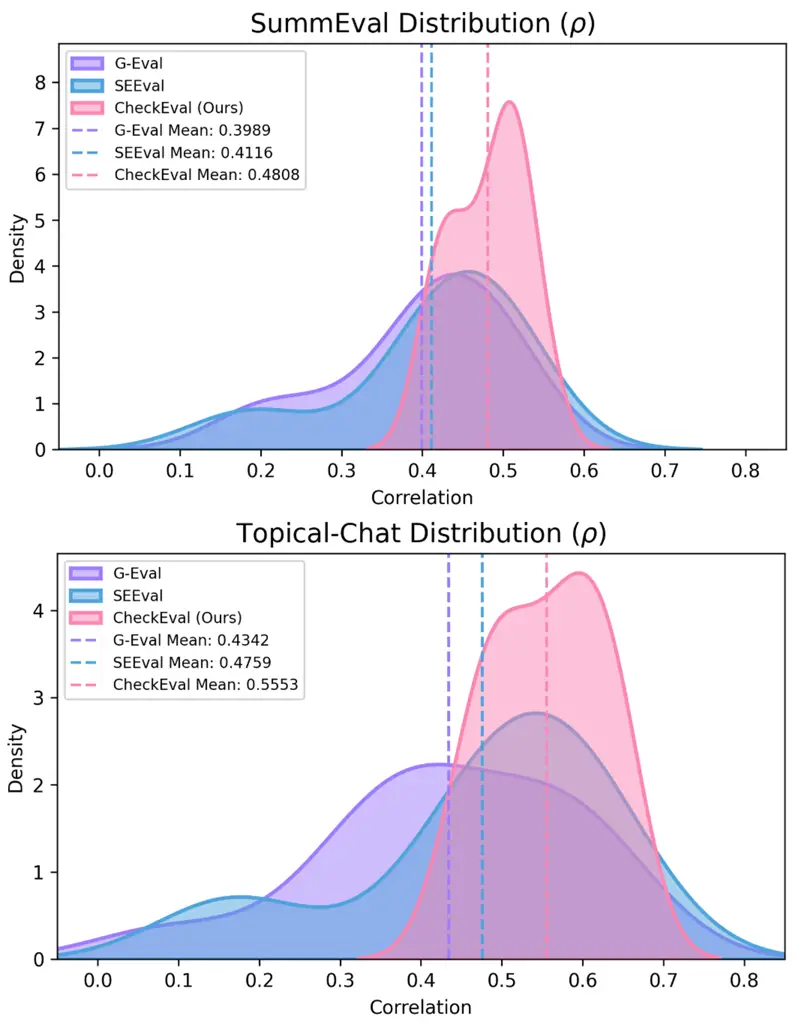 SummEval Distribution (ρ)
G-Eval
SEEval
CheckEval (Ours)
G-Eval Mean: 0.3989
SEEval Mean: 0.4116
CheckEval Mean: 0.4808
Density
8
7
6
5
4
3
2
1
0
0.0 0.1 0.2 0.3 0.4 0.5 0.6 0.7 0.8
Correlation
Topical-Chat Distribution (ρ)
G-Eval
SEEval
CheckEval (Ours)
G-Eval Mean: 0.4342
SEEval Mean: 0.4759
CheckEval Mean: 0.5553
Density
4
3
2
1
0
0.0 0.1 0.2 0.3 0.4 0.5 0.6 0.7 0.8
Correlation